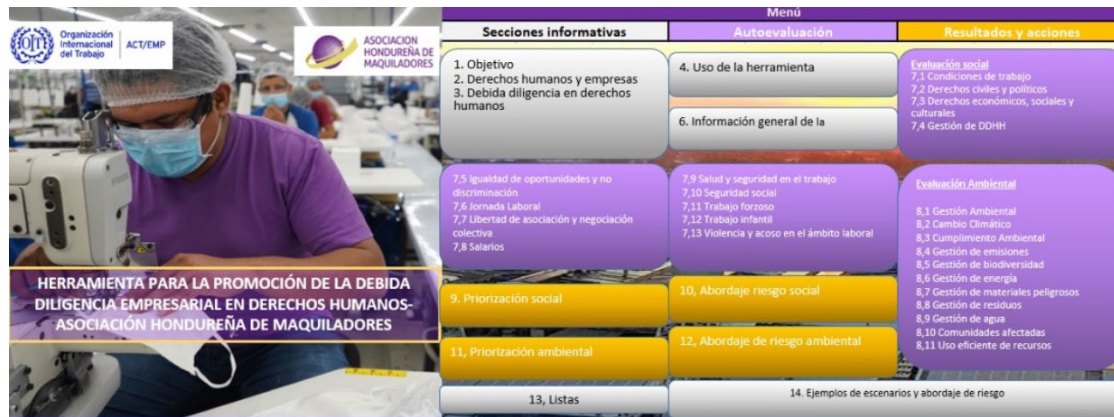 Organización
Internacional
del Trabajo
ACT/EMP
ASOCIACION
HONDUREÑA DE
MAQUILADORES
HERRAMIENTA PARA LA PROMOCIÓN DE LA DEBIDA
DILIGENCIA EMPRESARIAL EN DERECHOS HUMANOS-
ASOCIACIÓN HONDUREÑA DE MAQUILADORES
Menú
Secciones informativas
Autoevaluación
Resultados y acciones
1. Objetivo
2. Derechos humanos y empresas
3. Debida diligencia en derechos
humanos
4. Uso de la herramienta
6. Información general de la
Evaluación social
7,1 Condiciones de trabajo
7,2 Derechos civiles y políticos
7,3 Derechos económicos, sociales y
culturales
7,4 Gestión de DDHH
7,5 Igualdad de oportunidades y no
discriminación
7,6 Jornada Laboral
7,7 Libertad de asociación y negociación
colectiva
7,8 Salarios
7,9 Salud y seguridad en el trabajo
7,10 Seguridad social
7,11 Trabajo forzoso
7,12 Trabajo infantil
7,13 Violencia y acoso en el ámbito laboral
Evaluación Ambiental
8,1 Gestión Ambiental
8,2 Cambio Climático
8,3 Cumplimiento Ambiental
8,4 Gestión de emisiones
8,5 Gestión de biodiversidad
8,6 Gestión de energía
8,7 Gestión de materiales peligrosos
8,8 Gestión de residuos
8,9 Gestión de agua
8,10 Comunidades afectadas
8,11 Uso eficiente de recursos
9. Priorización social
10, Abordaje riesgo social
11, Priorización ambiental
12, Abordaje de riesgo ambiental
13, Listas
14. Ejemplos de escenarios y abordaje de riesgo